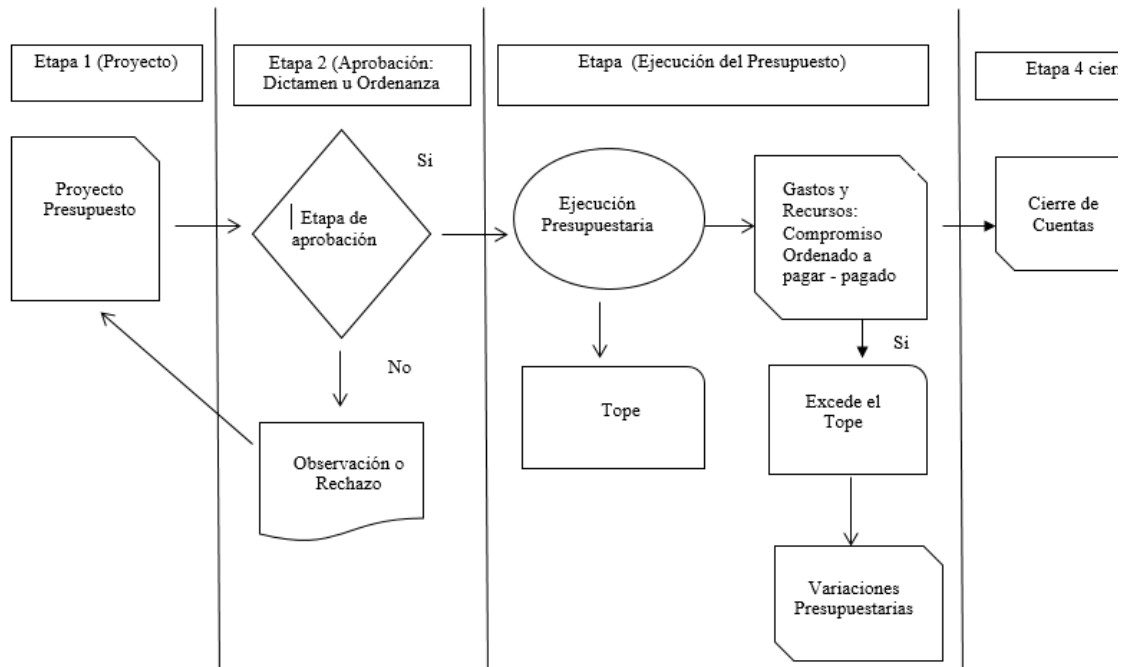 Etapa 1 (Proyecto)
Etapa 2 (Aprobación:
Dictamen u Ordenanza
Etapa (Ejecución del Presupuesto)
Etapa 4
Proyecto
Presupuesto
Etapa de
aprobación
Si
No
Observación o
Rechazo
Ejecución
Presupuestaria
Tope
Gastos y
Recursos:
Compromiso
Ordenado a
pagar - pagado
Si
Excede el
Tope
Variaciones
Presupuestarias
Cierre de
Cuentas